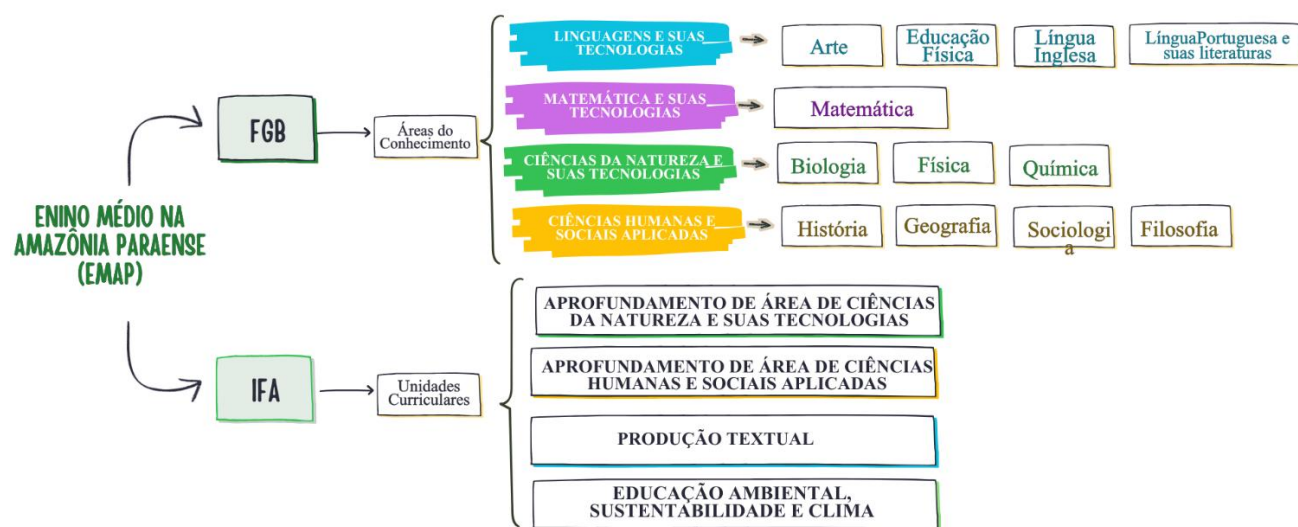 ENINO MÉDIO NA
AMAZÔNIA PARAENSE
(EMAP)
FGB
Áreas do
Conhecimento
LINGUAGENS E SUAS
TECNOLOGIAS
Arte
Educação
Física
Língua
Inglesa
LínguaPortuguesa e
suas literaturas
MATEMÁTICA E SUAS
TECNOLOGIAS
Matemática
CIÊNCIAS DA NATUREZA E
SUAS TECNOLOGIAS
Biologia
Física
Química
CIÊNCIAS HUMANAS E
SOCIAIS APLICADAS
História
Geografia
Sociologi
a
Filosofia
IFA
Unidades
Curriculares
APROFUNDAMENTO DE ÁREA DE CIÊNCIAS
DA NATUREZA E SUAS TECNOLOGIAS
APROFUNDAMENTO DE ÁREA DE CIÊNCIAS
HUMANAS E SOCIAIS APLICADAS
PRODUÇÃO TEXTUAL
EDUCAÇÃO AMBIENTAL,
SUSTENTABILIDADE E CLIMA